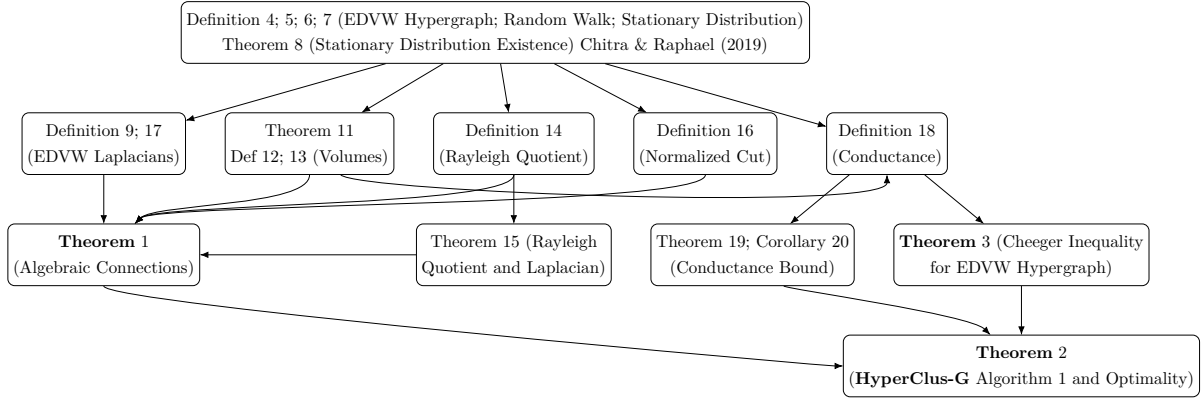 Definition 4; 5; 6; 7 (EDVW Hypergraph; Random Walk; Stationary Distribution)
Theorem 8 (Stationary Distribution Existence) Chitra & Raphael (2019)
Definition 9; 17
(EDVW Laplacians)
Theorem 11
Def 12; 13 (Volumes)
Definition 14
(Rayleigh Quotient)
Definition 16
(Normalized Cut)
Definition 18
(Conductance)
Theorem 1
(Algebraic Connections)
Theorem 15 (Rayleigh
Quotient and Laplacian)
Theorem 19; Corollary 20
(Conductance Bound)
Theorem 3 (Cheeger Inequality
for EDVW Hypergraph)
Theorem 2
(HyperClus-G Algorithm 1 and Optimality)